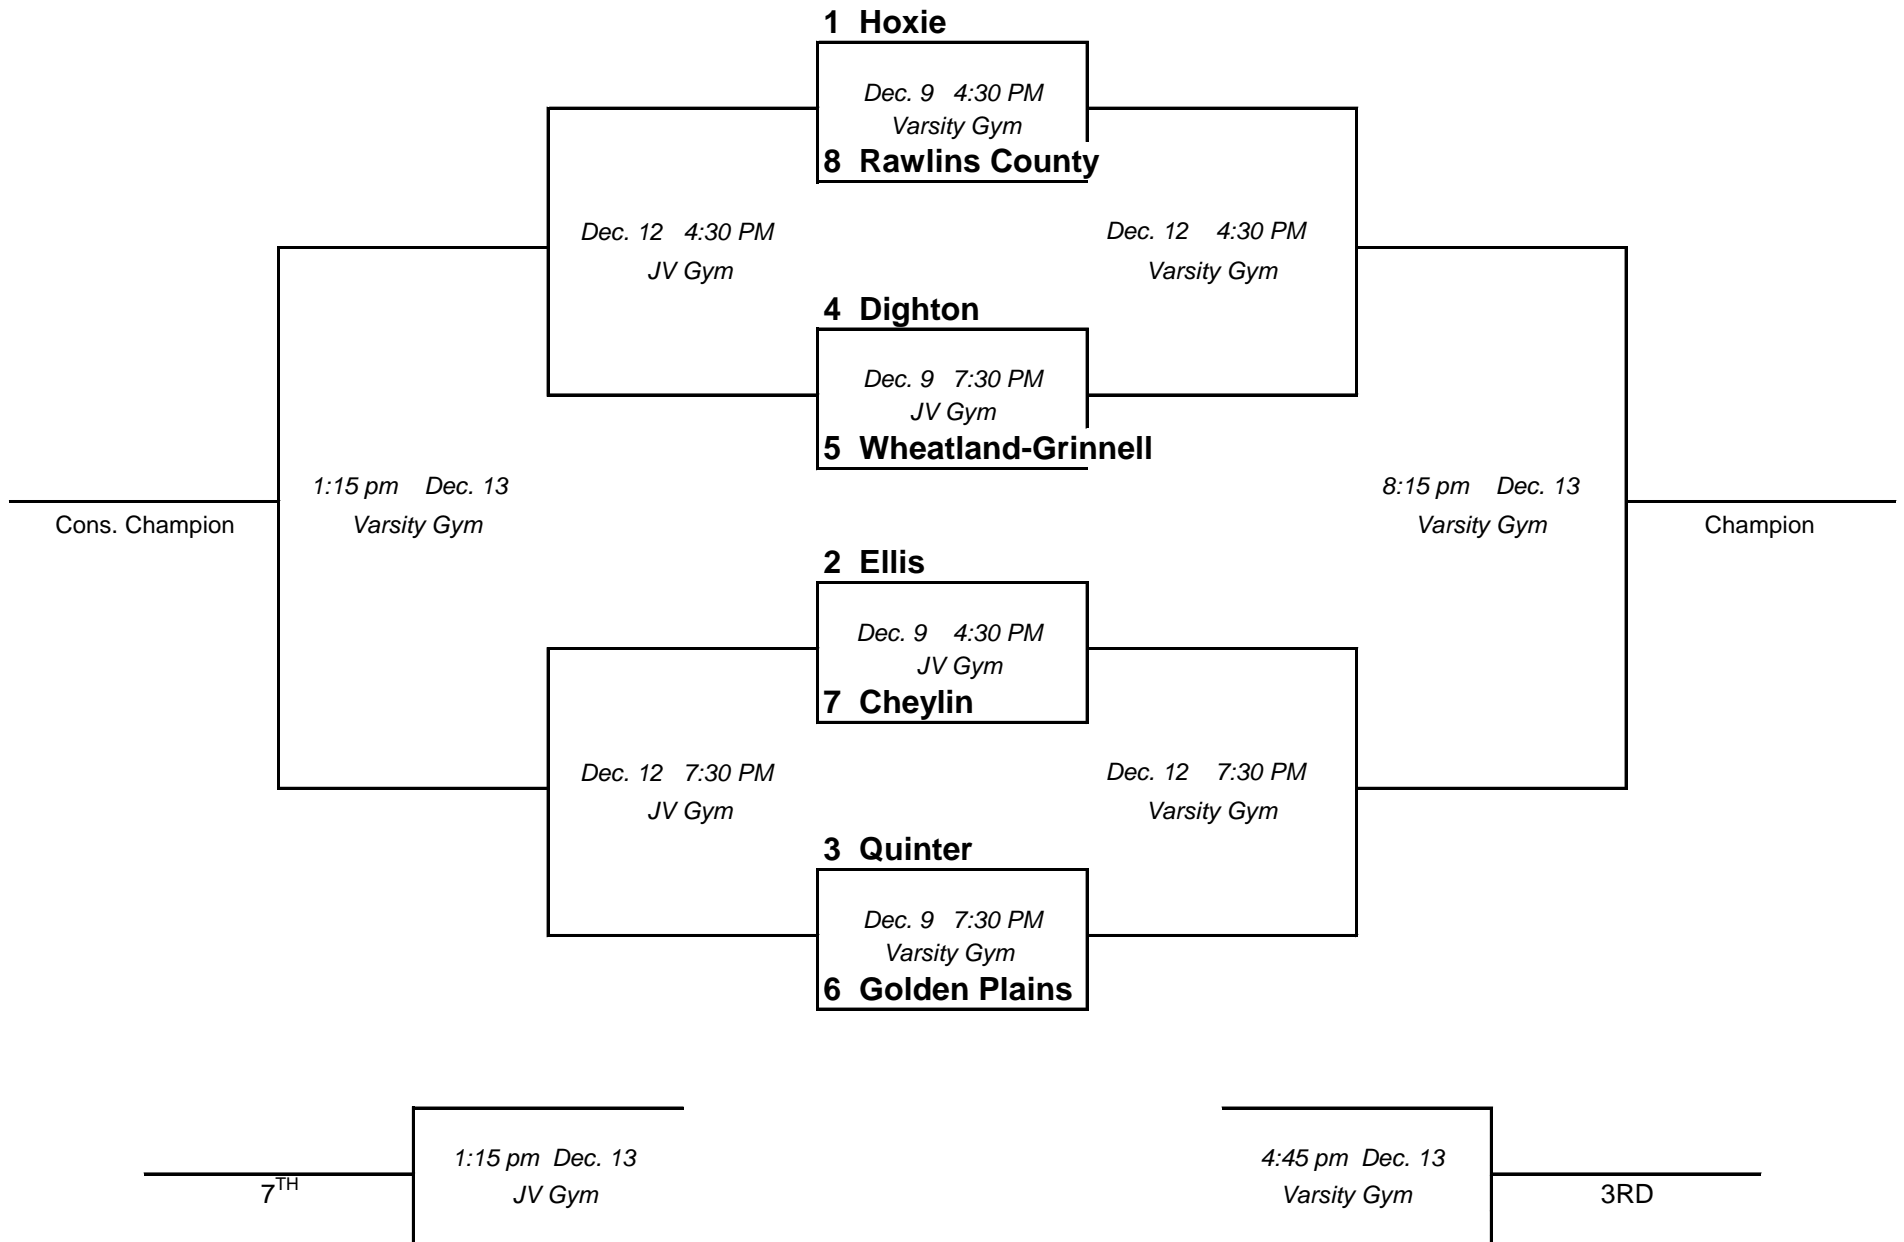 1 Hoxie
Dec. 9 4:30 PM
Varsity Gym
8 Rawlins County
Dec. 12 4:30 PM
JV Gym
Dec. 12 4:30 PM
Varsity Gym
4 Dighton
Dec. 9 7:30 PM
JV Gym
5 Wheatland-Grinnell
1:15 pm Dec. 13
Varsity Gym
Cons. Champion
8:15 pm Dec. 13
Varsity Gym
Champion
2 Ellis
Dec. 9 4:30 PM
JV Gym
7 Cheylin
Dec. 12 7:30 PM
JV Gym
Dec. 12 7:30 PM
Varsity Gym
3 Quinter
Dec. 9 7:30 PM
Varsity Gym
6 Golden Plains
1:15 pm Dec. 13
JV Gym
7TH
4:45 pm Dec. 13
Varsity Gym
3RD